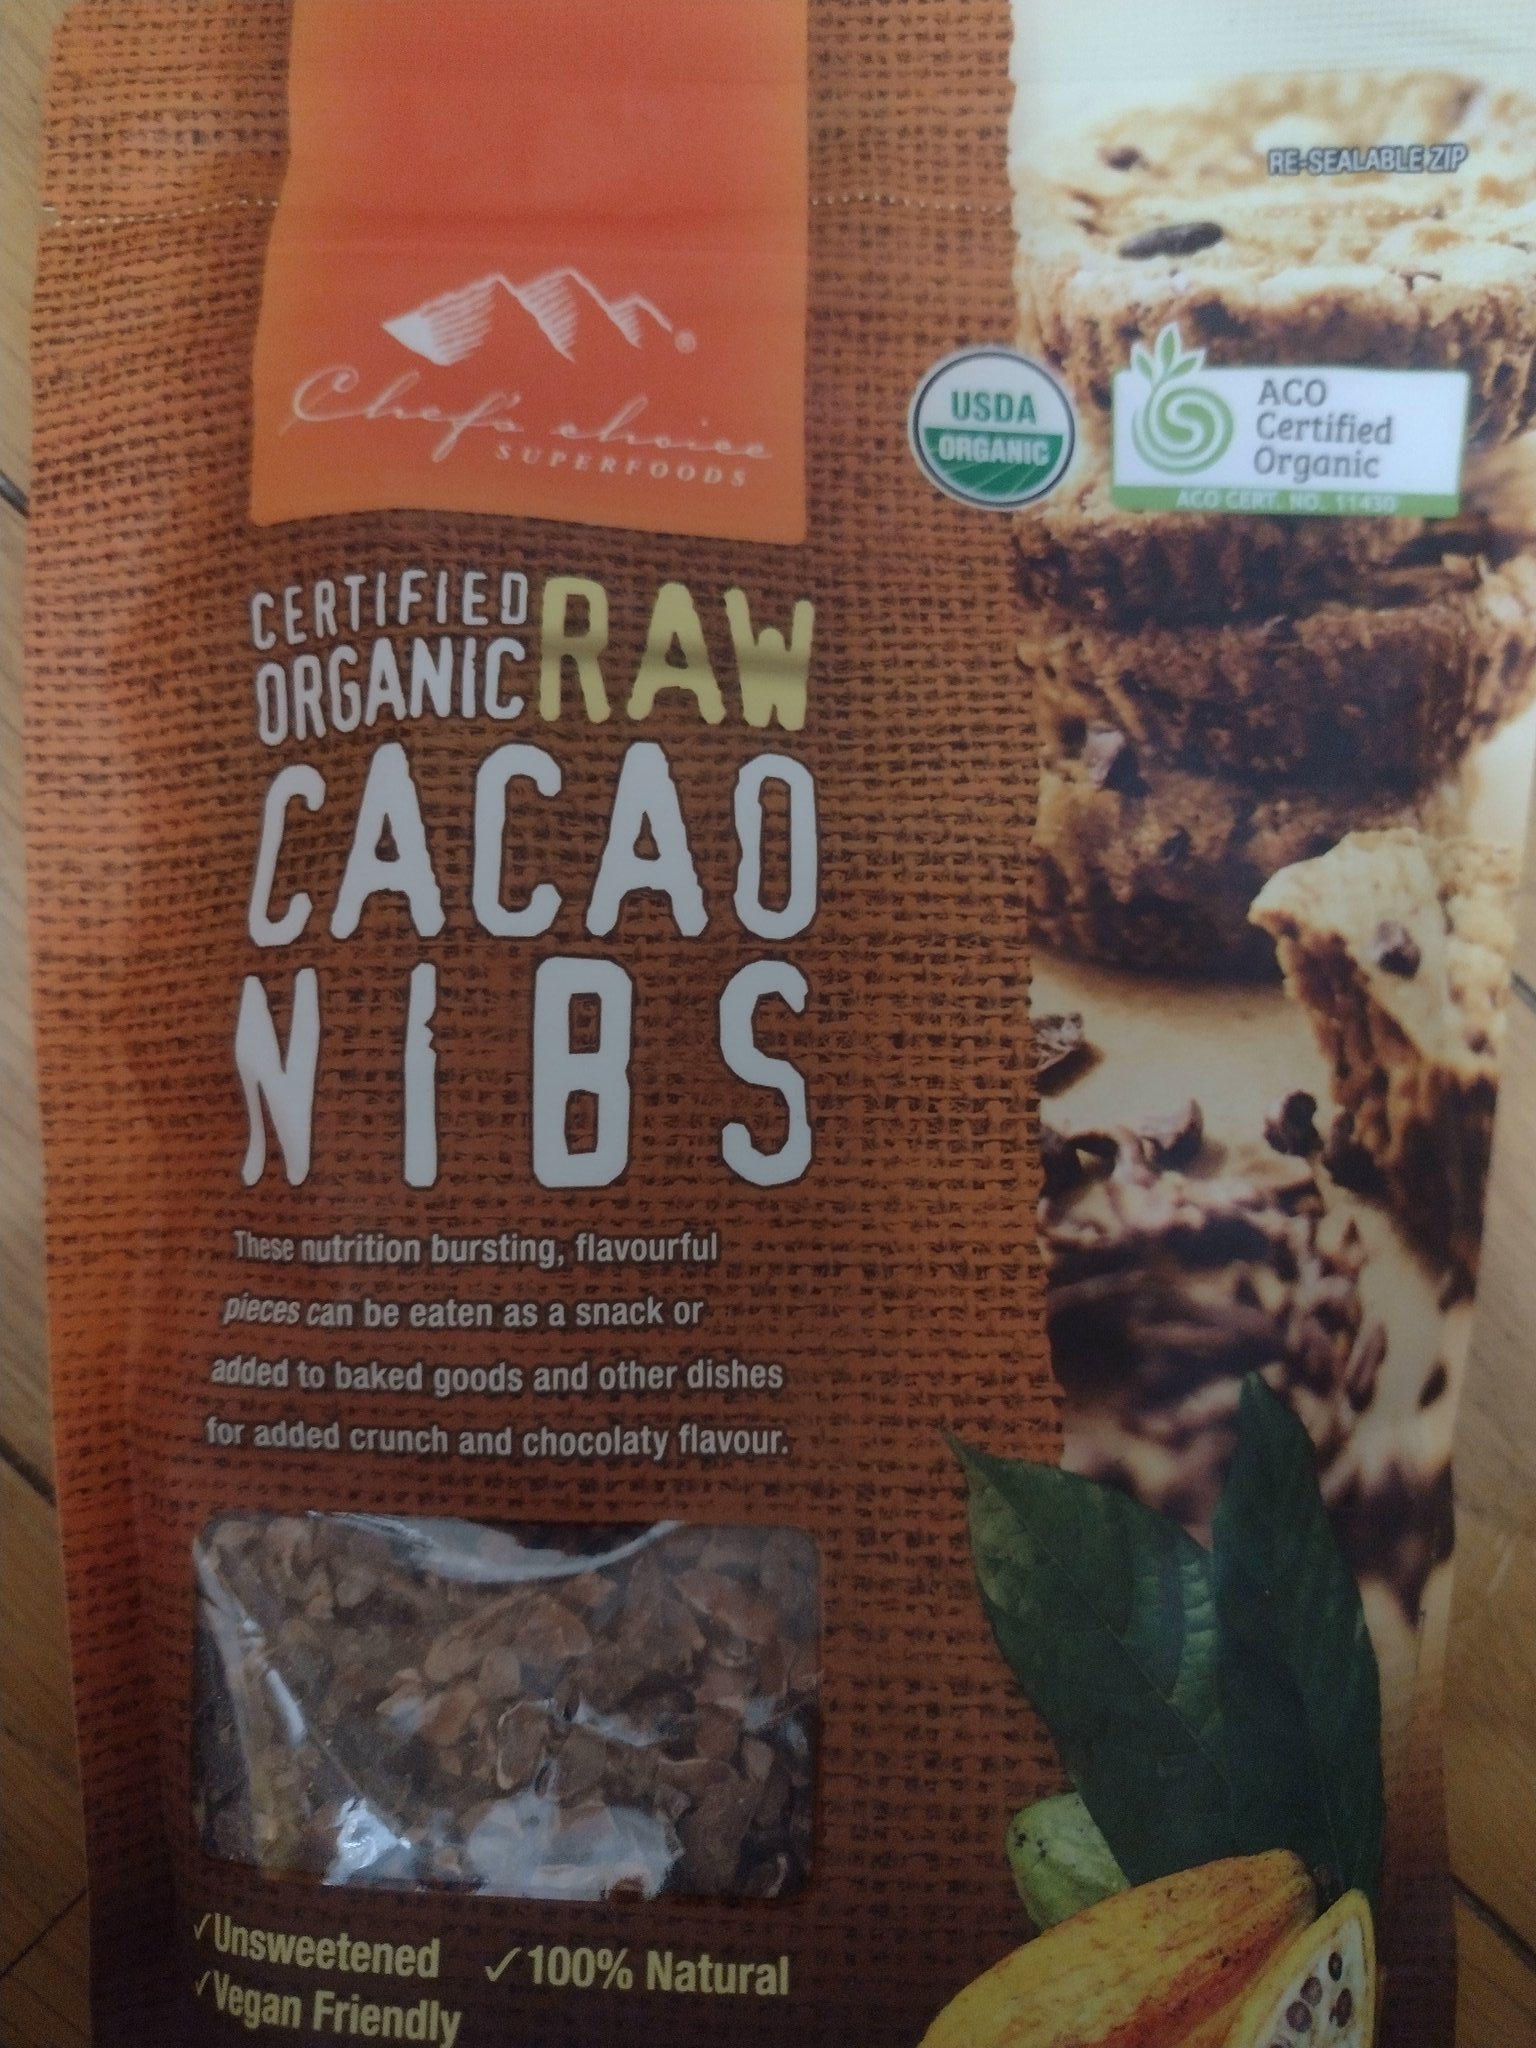 RE-SEALABLE ZIP
®
Chef's choice
SUPERFOODS
USDA
ORGANIC
ACO
Certified
Organic
ACO CERT. NO. 11430
CERTIFIED
ORGANIC RAW
CACAO
NIBS
These nutrition bursting, flavourful
pieces can be eaten as a snack or
added to baked goods and other dishes
for added crunch and chocolaty flavour.
✓Unsweetened ✓100% Natural
✓Vegan Friendly